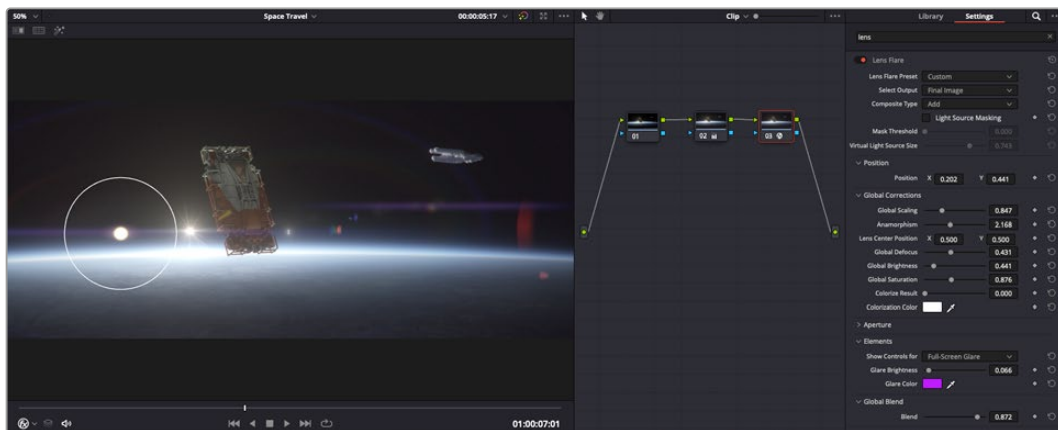 50% Space Travel 00:00:05:17 Clip Library Settings
lens
Lens Flare
Lens Flare Preset Custom
Select Output Final Image
Composite Type Add
Light Source Masking
Mask Threshold 0.000
Virtual Light Source Size 0.743
Position
Position X 0.202 Y 0.441
Global Corrections
Global Scaling 0.847
Anamorphism 2.168
Lens Center Position X 0.500 Y 0.500
Global Defocus 0.431
Global Brightness 0.441
Global Saturation 0.876
Colorize Result 0.000
Colorization Color
Aperture
Elements
Show Controls for Full-Screen Glare
Glare Brightness 0.066
Glare Color
Global Blend
Blend 0.872
01 02 03
01:00:07:01